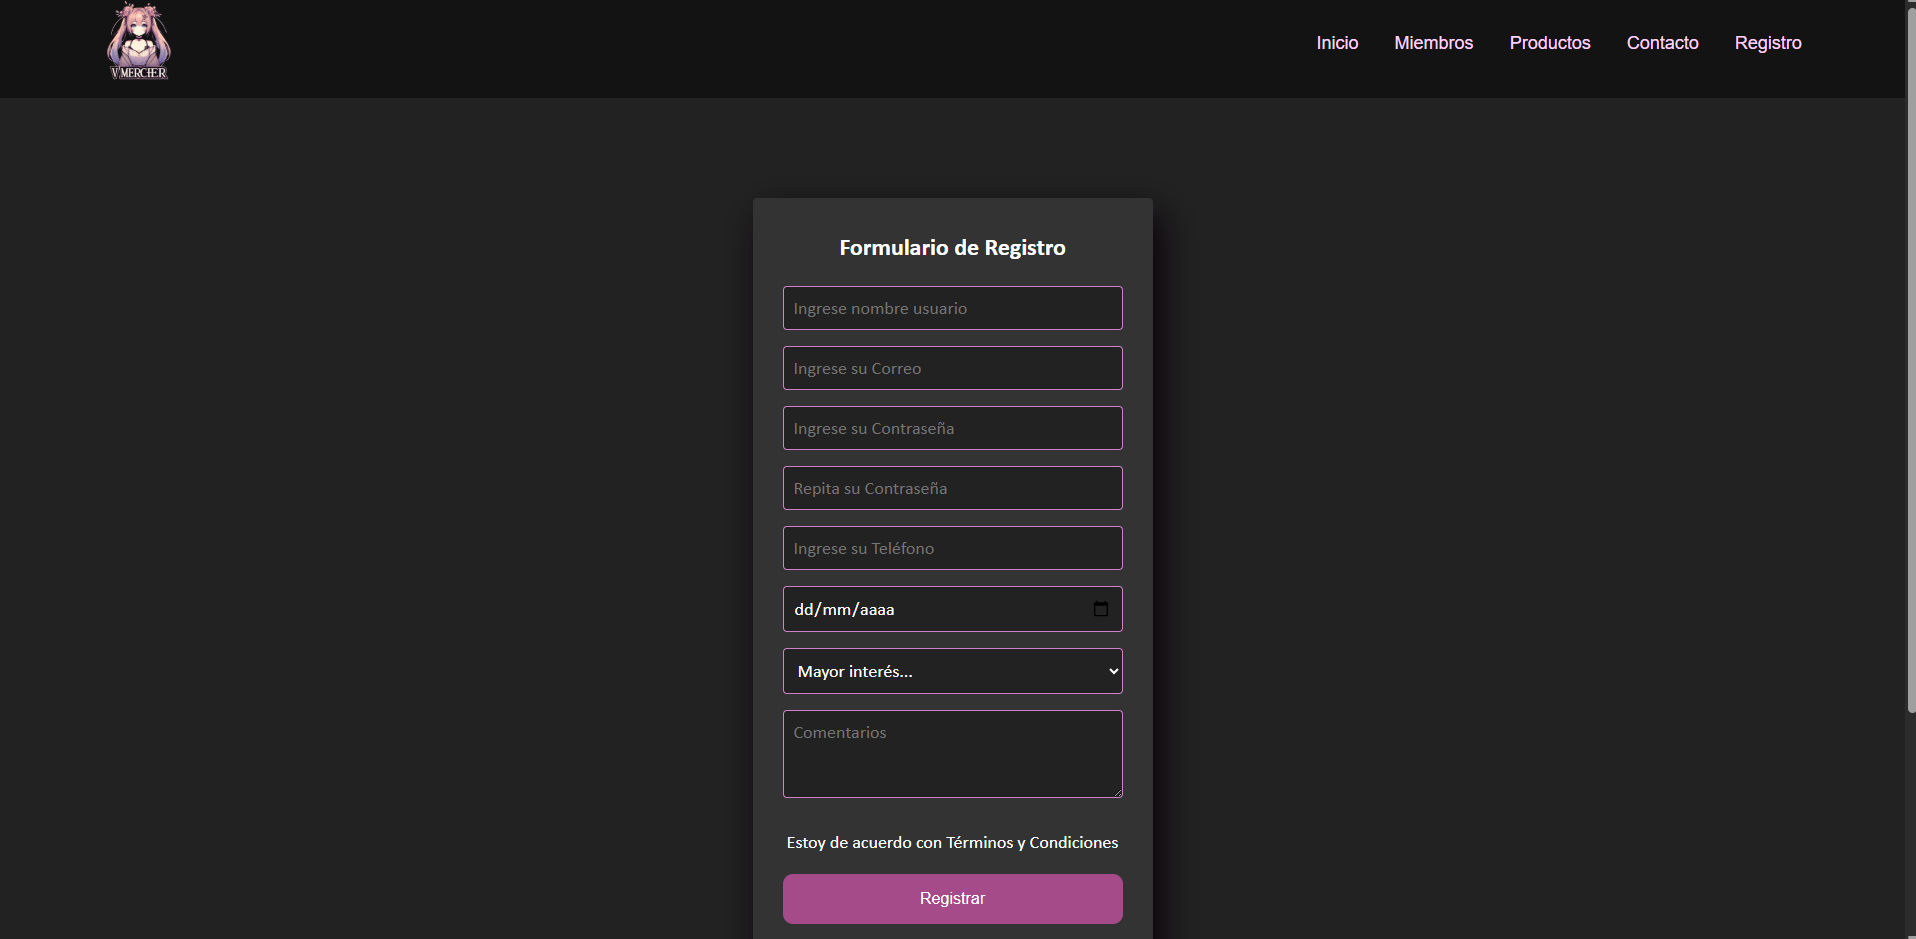 V'MERCHER
Inicio Miembros Productos Contacto Registro
Formulario de Registro
Ingrese nombre usuario
Ingrese su Correo
Ingrese su Contraseña
Repita su Contraseña
Ingrese su Teléfono
dd/mm/aaaa
Mayor interés...
Comentarios
Estoy de acuerdo con Términos y Condiciones
Registrar